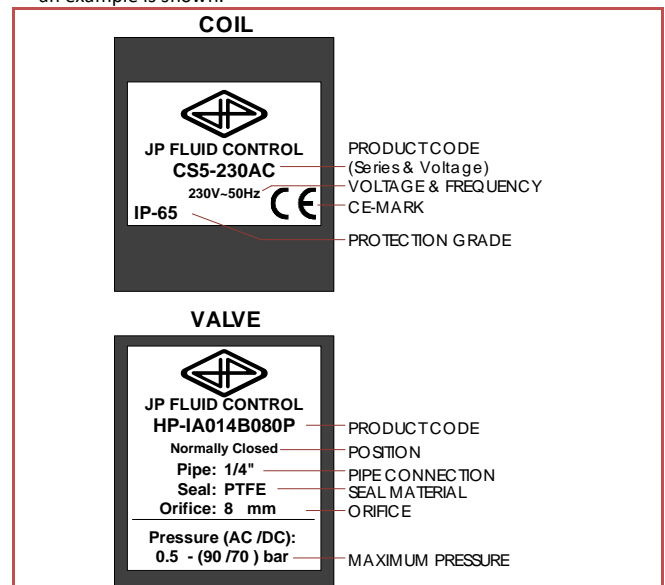 an example is shown.
COIL
JP
JP FLUID CONTROL
CS5-230AC
230V~50Hz
IP-65
CE
PRODUCT CODE
(Series & Voltage)
VOLTAGE & FREQUENCY
CE-MARK
PROTECTION GRADE
VALVE
JP
JP FLUID CONTROL
HP-IA014B080P
Normally Closed
Pipe: 1/4"
Seal: PTFE
Orifice: 8 mm
Pressure (AC /DC):
0.5 - (90 /70 ) bar
PRODUCT CODE
POSITION
PIPE CONNECTION
SEAL MATERIAL
ORIFICE
MAXIMUM PRESSURE